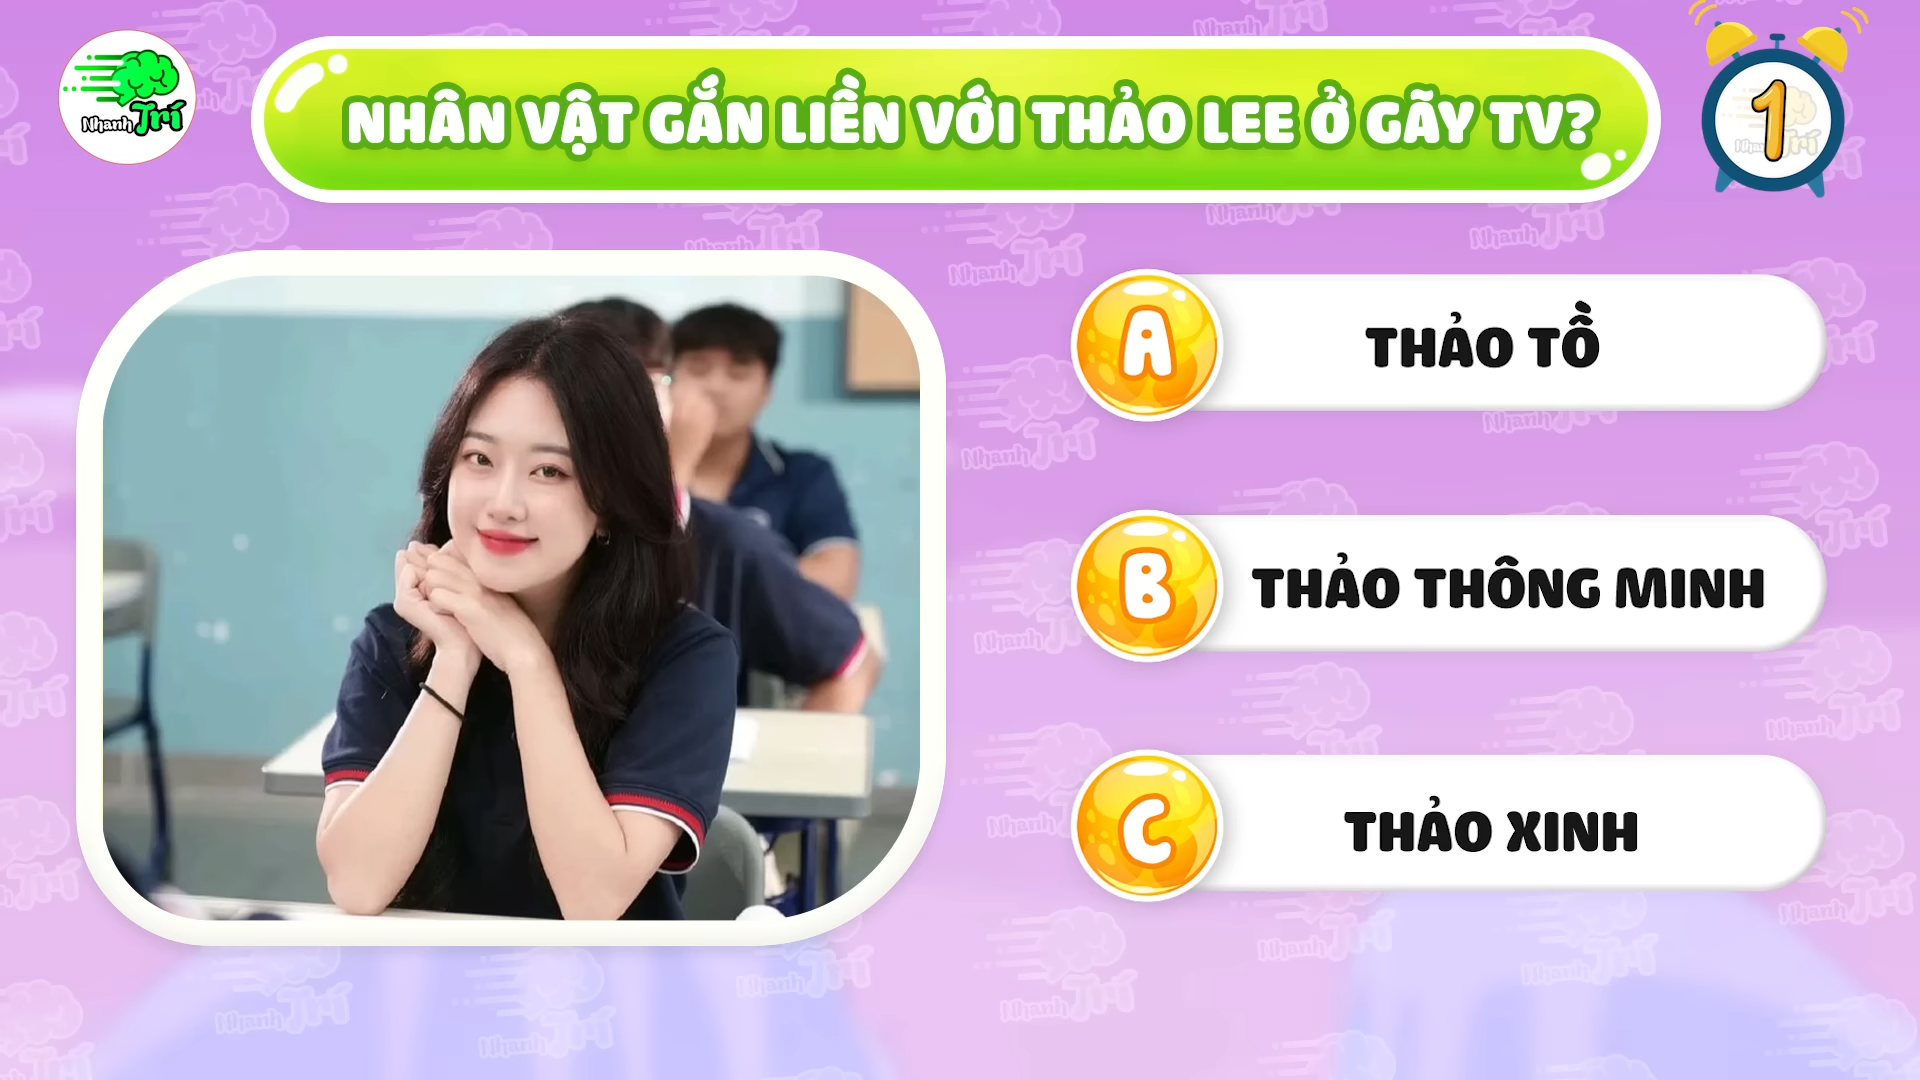 Nhanh Trí
NHÂN VẬT GẮN LIỀN VỚI THẢO LEE Ở GÃY TV?
1
A THẢO TỒ
B THẢO THÔNG MINH
C THẢO XINH